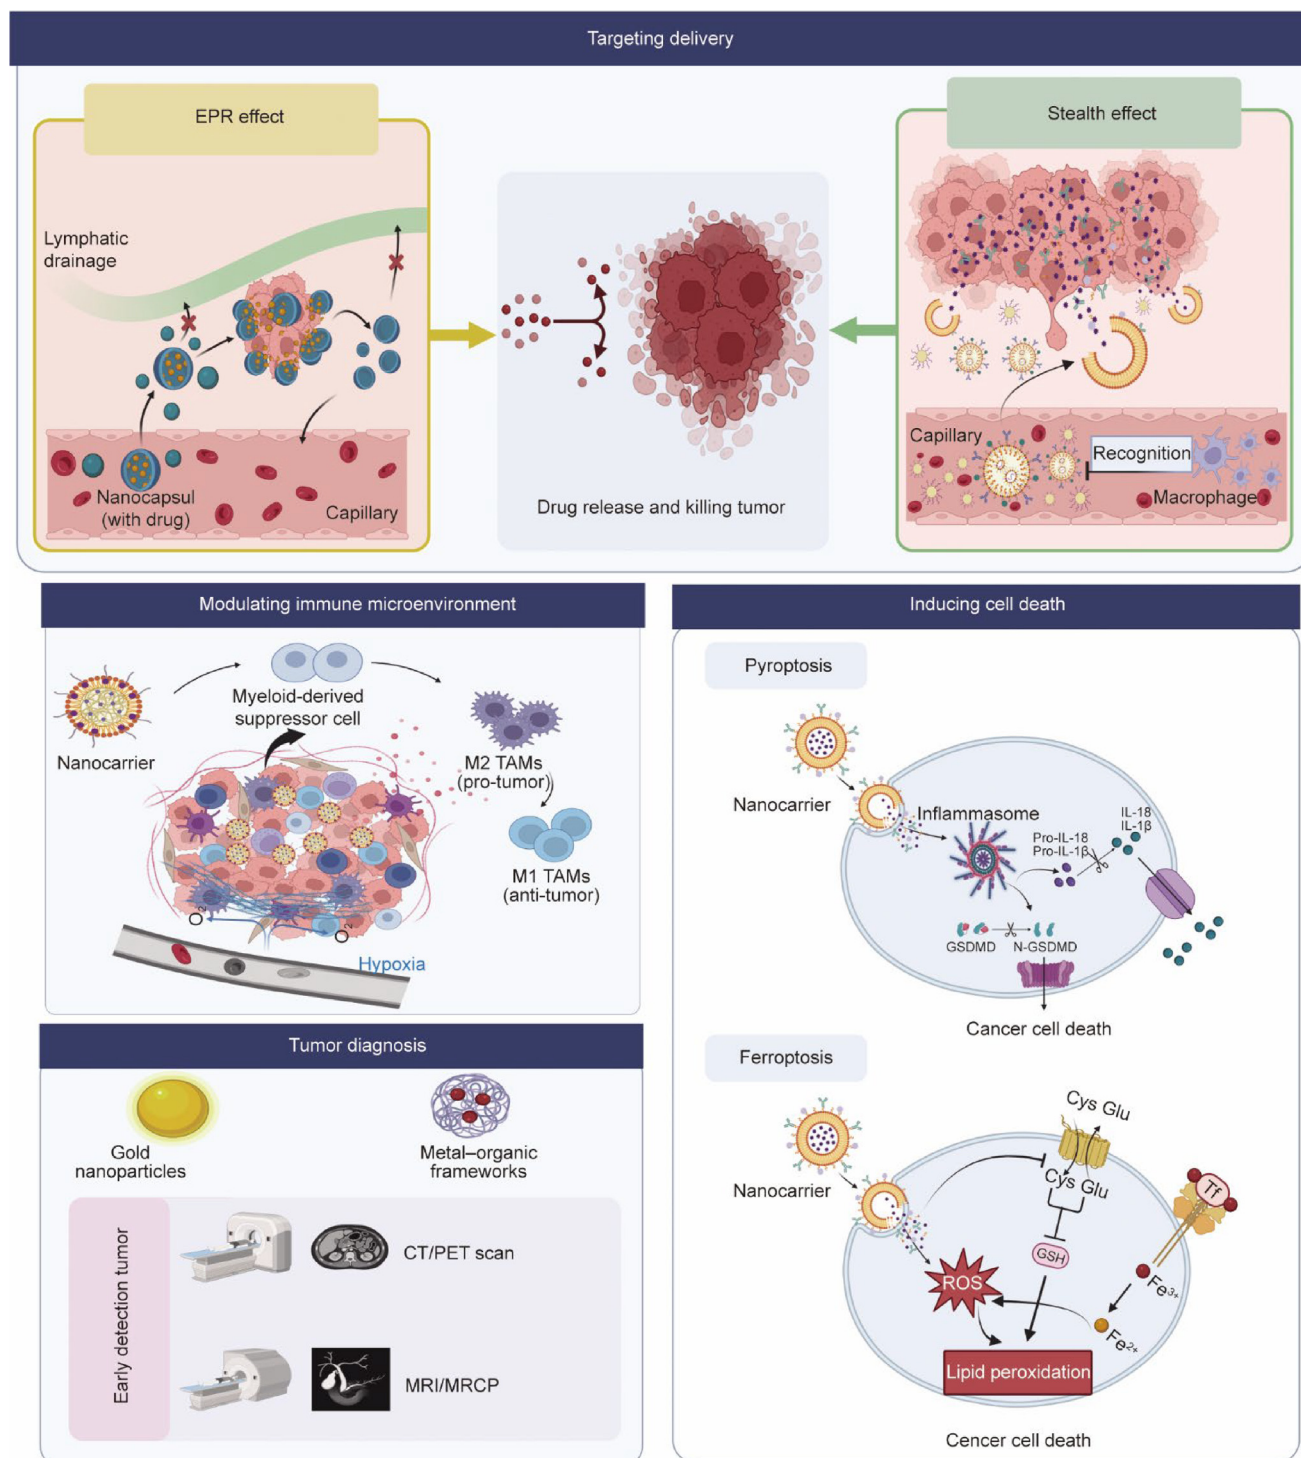 Targeting delivery
EPR effect
Lymphatic
drainage
Nanocapsul
(with drug)
Capillary
Drug release and killing tumor
Stealth effect
Capillary
Recognition
Macrophage
Modulating immune microenvironment
Nanocarrier
Myeloid-derived
suppressor cell
M2 TAMs
(pro-tumor)
M1 TAMs
(anti-tumor)
O2
O2
Hypoxia
Tumor diagnosis
Gold
nanoparticles
Metal–organic
frameworks
Early detection tumor
CT/PET scan
MRI/MRCP
Inducing cell death
Pyroptosis
Nanocarrier
Inflammasome
Pro-IL-18
Pro-IL-1β
IL-18
IL-1β
GSDMD
N-GSDMD
Cancer cell death
Ferroptosis
Nanocarrier
Cys Glu
Cys Glu
Tf
GSH
ROS
Fe3+
Fe2+
Lipid peroxidation
Cencer cell death